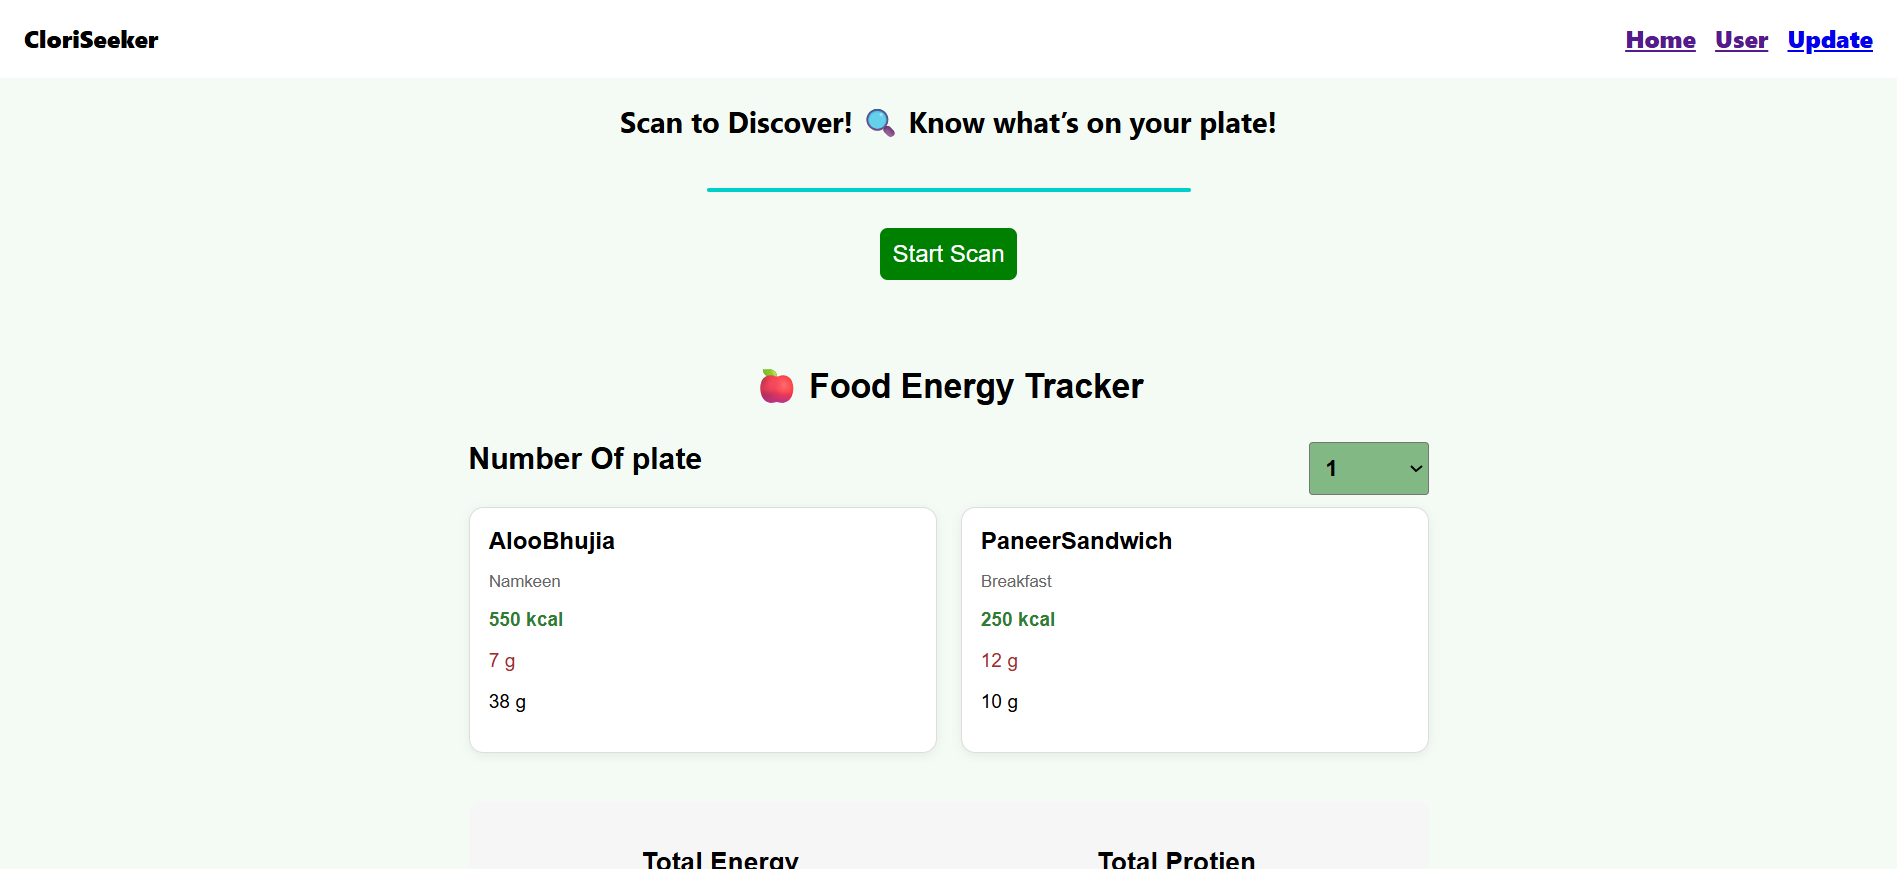 CloriSeeker
Home User Update
Scan to Discover! 🔍 Know what’s on your plate!
Start Scan
🍎 Food Energy Tracker
Number Of plate
1
AlooBhujia
Namkeen
550 kcal
7 g
38 g
PaneerSandwich
Breakfast
250 kcal
12 g
10 g
Total Energy
Total Protien